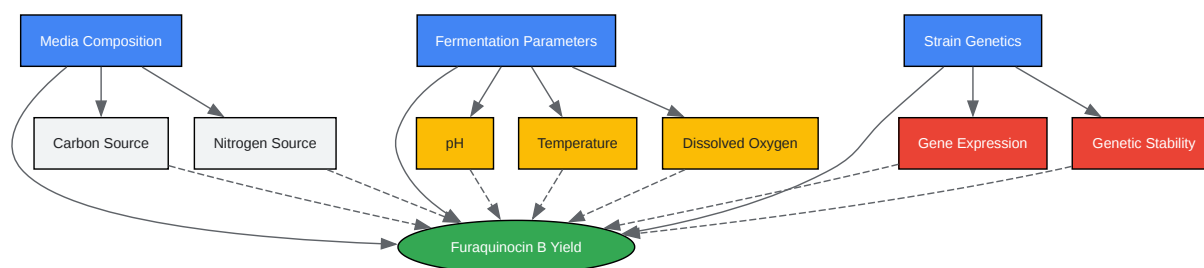 Media Composition
Fermentation Parameters
Strain Genetics
Carbon Source
Nitrogen Source
pH
Temperature
Dissolved Oxygen
Gene Expression
Genetic Stability
Furaquinocin B Yield